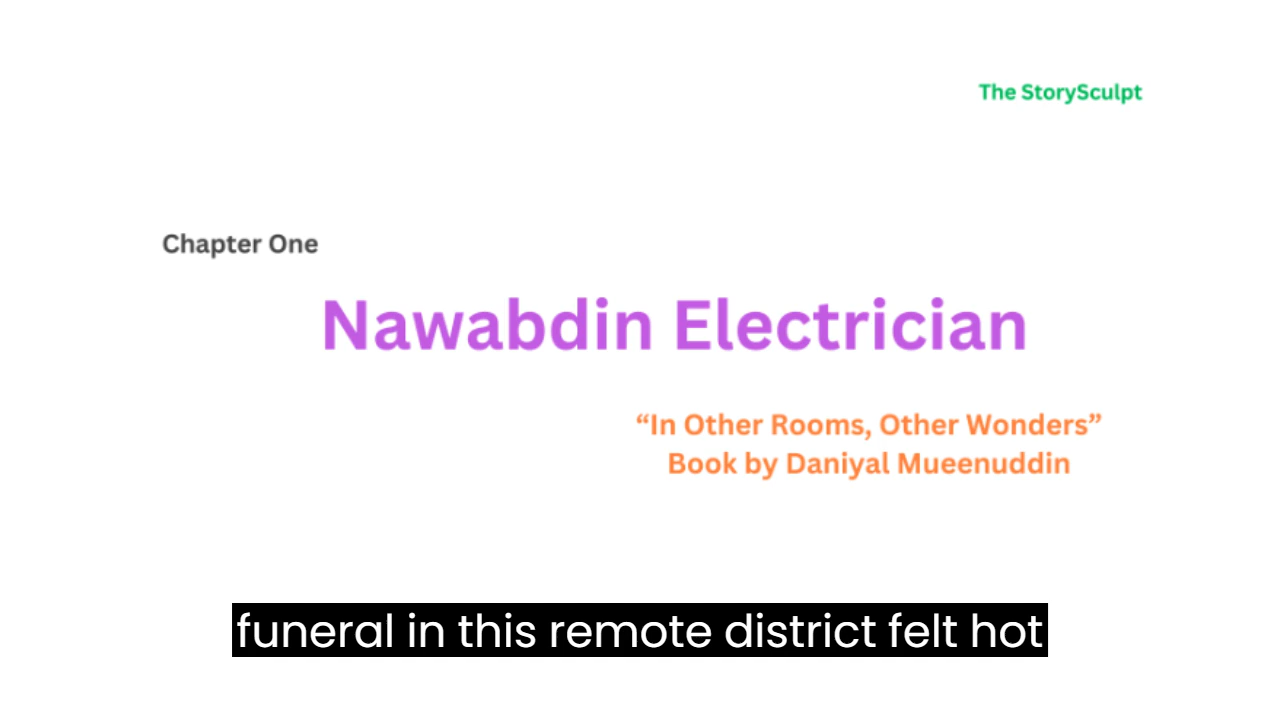 The StorySculpt
Chapter One
Nawabdin Electrician
“In Other Rooms, Other Wonders”
Book by Daniyal Mueenuddin
funeral in this remote district felt hot